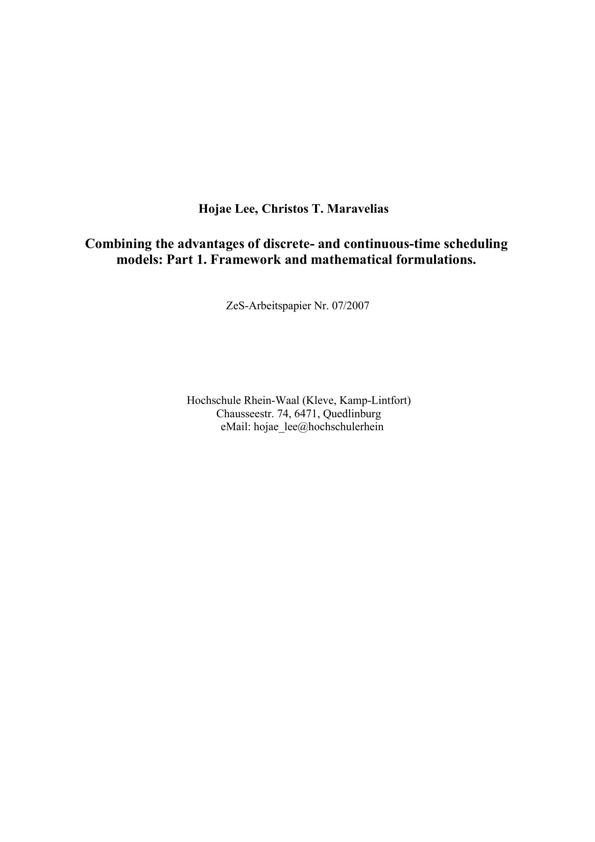 Hojae Lee, Christos T. Maravelias
Combining the advantages of discrete- and continuous-time scheduling
models: Part 1. Framework and mathematical formulations.
ZeS-Arbeitspapier Nr. 07/2007
Hochschule Rhein-Waal (Kleve, Kamp-Lintfort)
Chausseestr. 74, 6471, Quedlinburg
eMail: hojae_lee@hochschulerhein